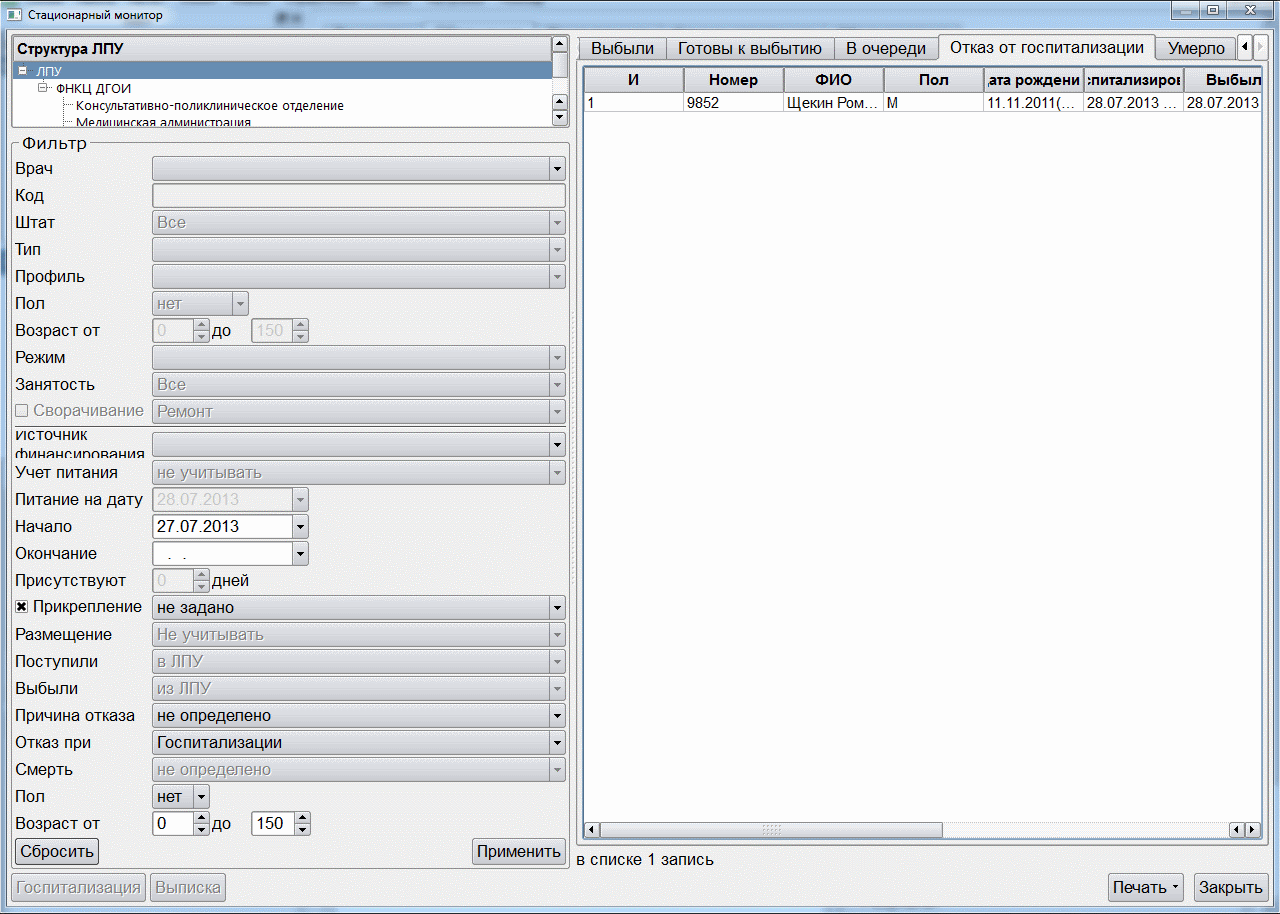 Стационарный монитор
Структура ЛПУ
ЛПУ
ФНКЦ ДГОИ
Консультативно-поликлиническое отделение
Медицинская администрация
Фильтр
Врач
Код
Штат Все
Тип
Профиль
Пол нет
Возраст от 0 до 150
Режим
Занятость Все
Сворачивание Ремонт
Источник
финансирования
Учет питания не учитывать
Питание на дату 28.07.2013
Начало 27.07.2013
Окончание . .
Присутствуют 0 дней
Прикрепление не задано
Размещение Не учитывать
Поступили в ЛПУ
Выбыли из ЛПУ
Причина отказа не определено
Отказ при Госпитализации
Смерть не определено
Пол нет
Возраст от 0 до 150
Сбросить Применить
Госпитализация Выписка
Выбыли Готовы к выбытию В очереди Отказ от госпитализации Умерло
И Номер ФИО Пол ата рождени питализиров Выбыл
1 9852 Щекин Ром... М 11.11.2011(... 28.07.2013 ... 28.07.2013
в списке 1 запись
Печать Закрыть